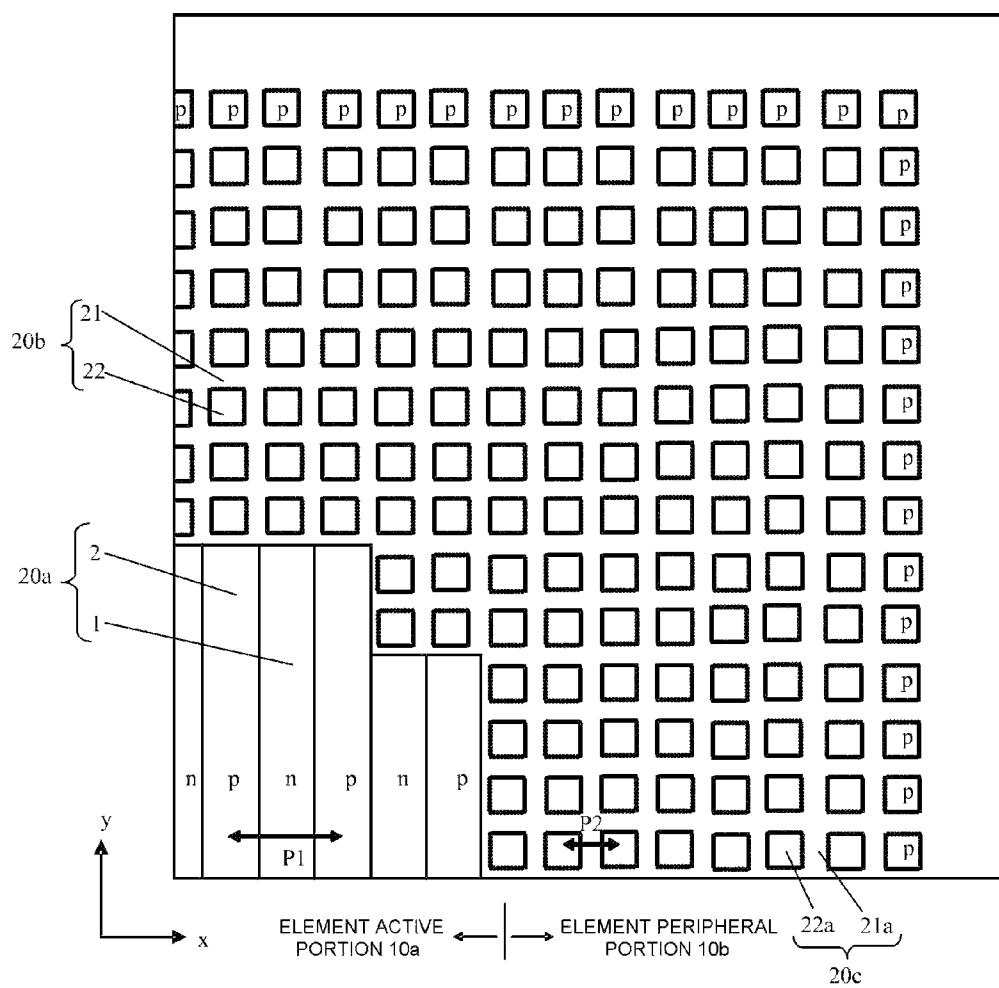 p p p p p p p p p p p p p p
p
p
p
21
20b
p
22
p
p
p
2
20a
p
1
p
p
p
n p n p n p
p
y
P1
P2
p
x
ELEMENT ACTIVE
PORTION 10a
ELEMENT PERIPHERAL
PORTION 10b
22a 21a
20c